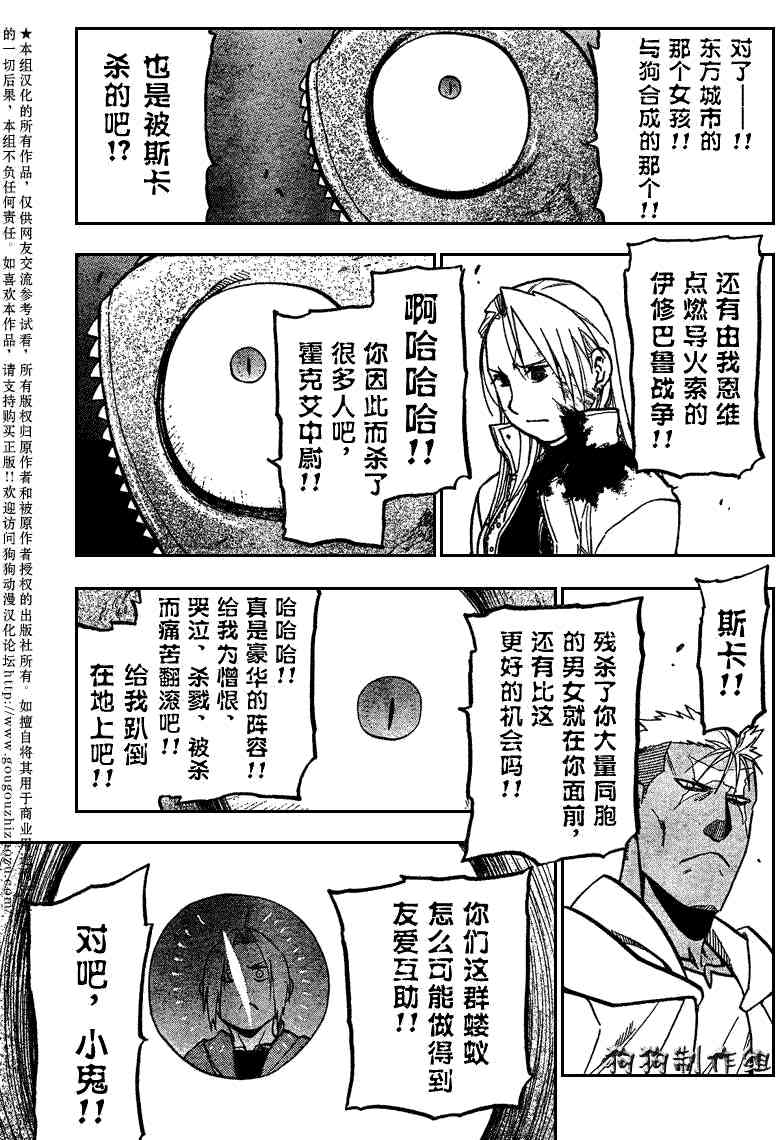 对了——!!
东方城市的
那个女孩!!
与狗合成的那个!!
也是被斯卡
杀的吧!?
还有由我恩维
点燃导火索的
伊修巴鲁战争!!
啊哈哈哈!!
你因此而杀了
很多人吧，
霍克艾中尉!!
斯卡!!
残杀了你大量同胞
的男女就在你面前，
还有比这
更好的机会吗!!
哈哈哈!!
真是豪华的阵容!!
给我为憎恨、
哭泣、杀戮、被杀
而痛苦翻滚吧!!
给我趴倒
在地上吧!!
你们这群蝼蚁
怎么可能做得到
友爱互助!!
对吧，小鬼!!
狗狗制作组
★本组汉化的所有作品，仅供网友交流参考试看，所有版权归原作者和被原作者授权的出版社所有。如擅自将其用于商业用
的一切后果，本组不负任何责任。如喜欢本作品，请支持购买正版!!欢迎访问狗狗动漫汉化论坛